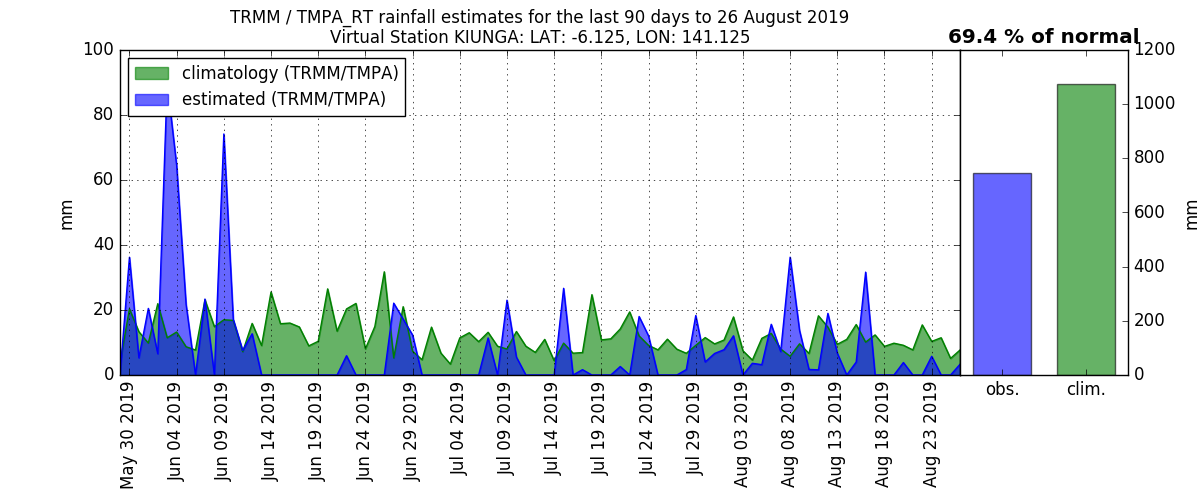 TRMM / TMPA_RT rainfall estimates for the last 90 days to 26 August 2019
Virtual Station KIUNGA: LAT: -6.125, LON: 141.125
69.4 % of normal
climatology (TRMM/TMPA)
estimated (TRMM/TMPA)
100
80
60
40
20
0
mm
May 30 2019
Jun 04 2019
Jun 09 2019
Jun 14 2019
Jun 19 2019
Jun 24 2019
Jun 29 2019
Jul 04 2019
Jul 09 2019
Jul 14 2019
Jul 19 2019
Jul 24 2019
Jul 29 2019
Aug 03 2019
Aug 08 2019
Aug 13 2019
Aug 18 2019
Aug 23 2019
1200
1000
800
600
400
200
0
mm
obs.
clim.